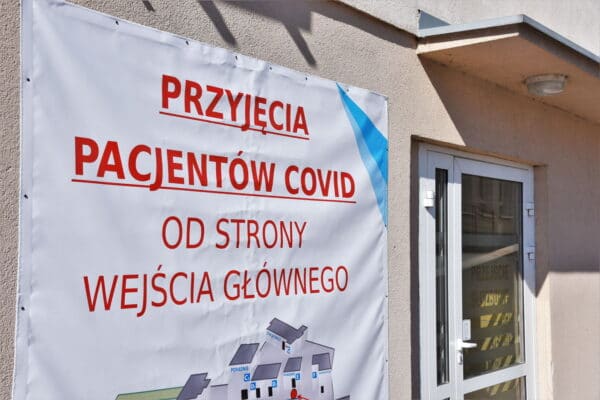 PRZYJĘCIA
PACJENTÓW COVID
OD STRONY
WEJŚCIA GŁÓWNEGO